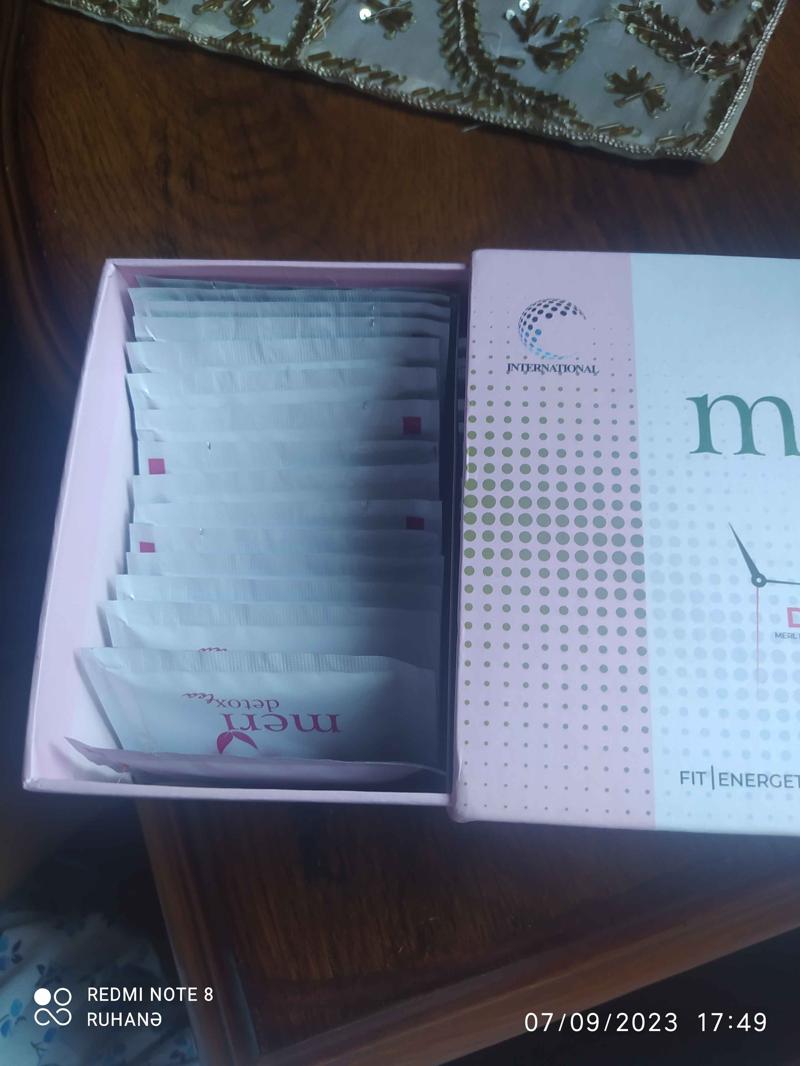 INTERNATIONAL
m
D
FIT|ENERGET
meri
detox tea
REDMI NOTE 8
RUHANƏ
07/09/2023 17:49